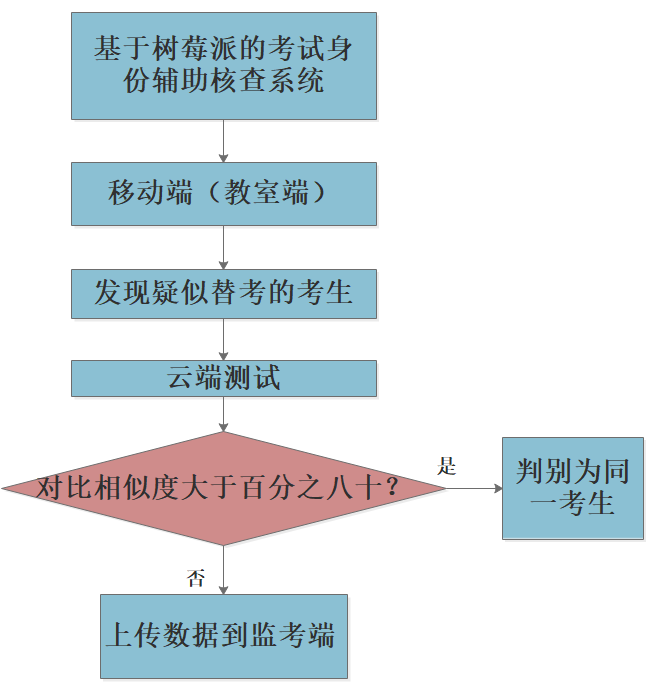 基于树莓派的考试身
份辅助核查系统
移动端（教室端）
发现疑似替考的考生
云端测试
对比相似度大于百分之八十？
是
判别为同
一考生
否
上传数据到监考端